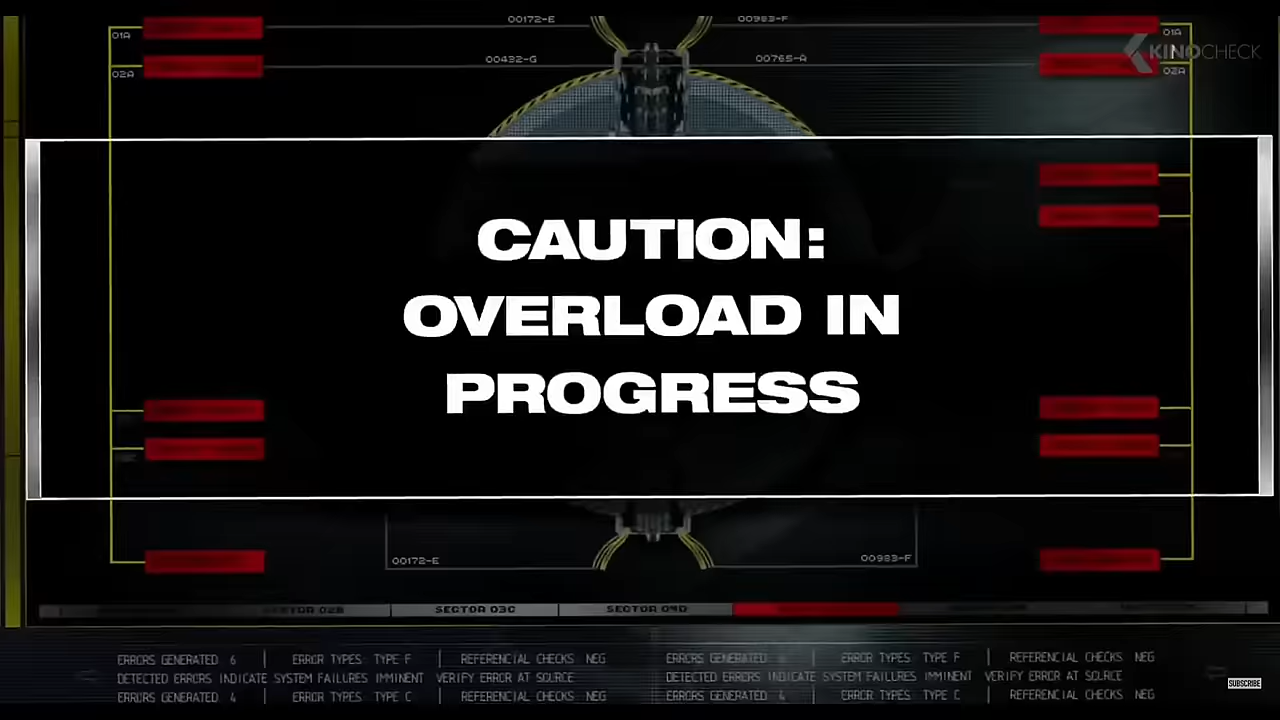 00172-E
00983-F
01A
01A
KINOCHECK
00432-G
00765-A
02A
02A
CAUTION:
OVERLOAD IN
PROGRESS
00172-E
00983-F
SECTOR 02B
SECTOR 03C
SECTOR 04D
ERRORS GENERATED 6 | ERROR TYPES: TYPE F | REFERENCIAL CHECKS NEG
ERRORS GENERATED 6 | ERROR TYPES: TYPE F | REFERENCIAL CHECKS NEG
DETECTED ERRORS INDICATE SYSTEM FAILURES IMMINENT VERIFY ERROR AT SOURCE
DETECTED ERRORS INDICATE SYSTEM FAILURES IMMINENT VERIFY ERROR AT SOURCE
SUBSCRIBE
ERRORS GENERATED 4 | ERROR TYPES: TYPE C | REFERENCIAL CHECKS NEG
ERRORS GENERATED 4 | ERROR TYPES: TYPE C | REFERENCIAL CHECKS NEG